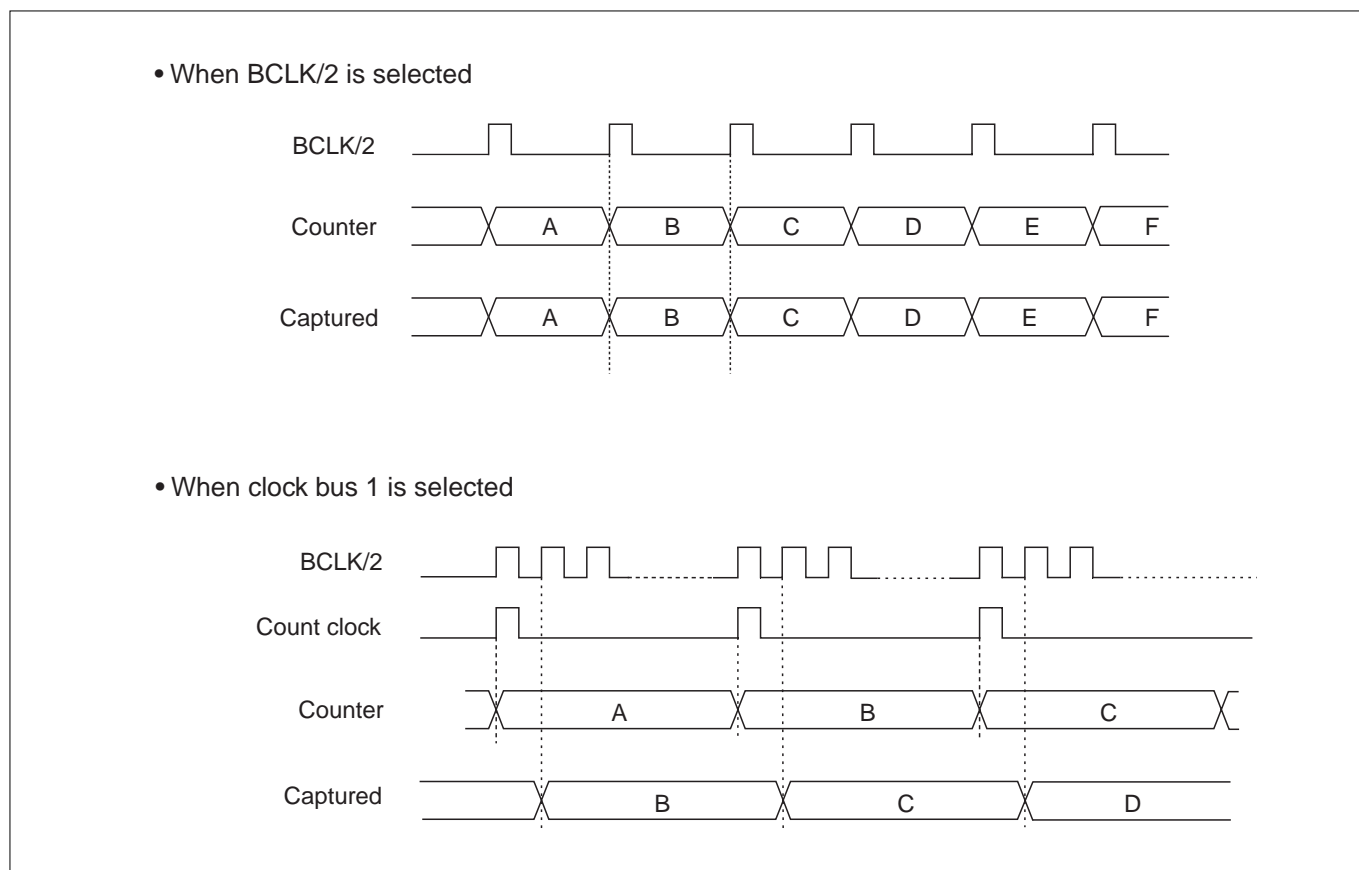 • When BCLK/2 is selected
BCLK/2
Counter A B C D E F
Captured A B C D E F
• When clock bus 1 is selected
BCLK/2
Count clock
Counter A B C
Captured B C D